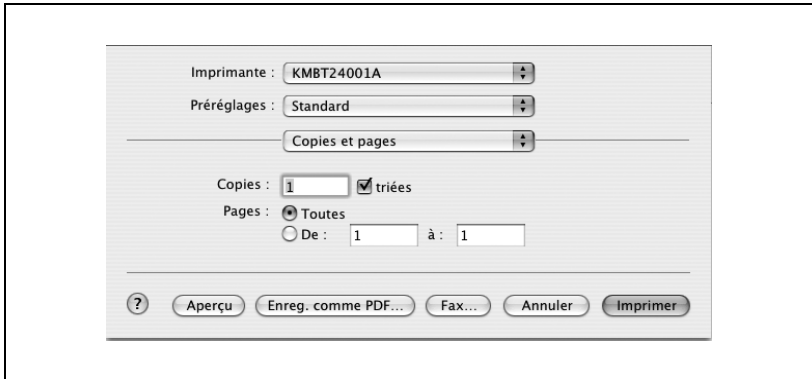 Imprimante : KMBT24001A
Préréglages : Standard
Copies et pages
Copies : 1 triées
Pages : Toutes
De : 1 à : 1
? Aperçu Enreg. comme PDF... Fax... Annuler Imprimer